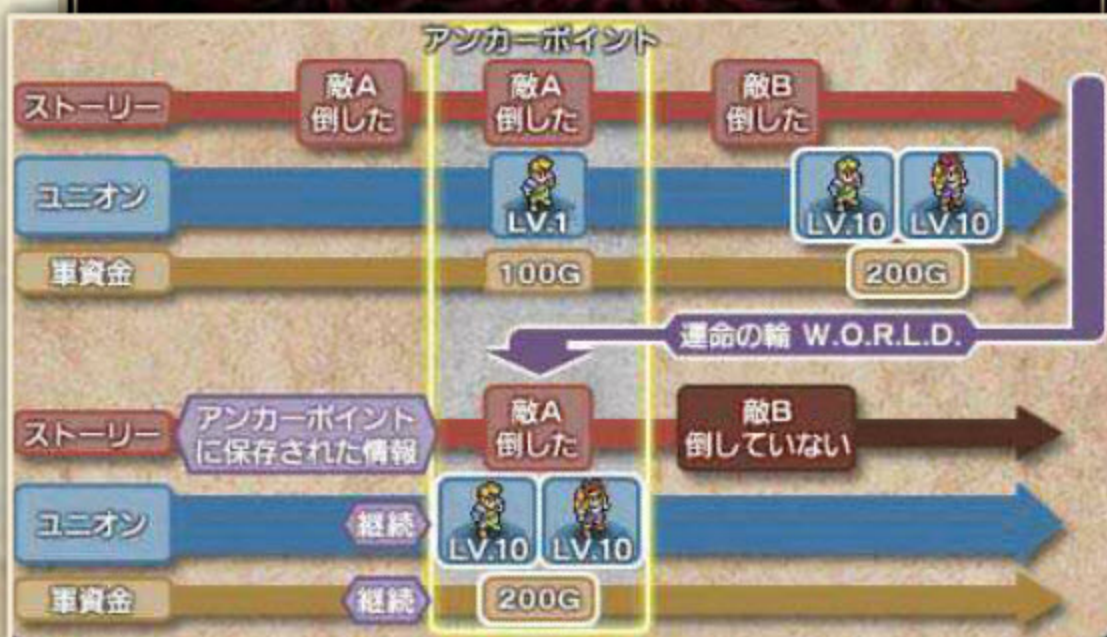 アンカーポイント
ストーリー
敵A
倒した
敵A
倒した
敵B
倒した
ユニオン
LV.1
LV.10
LV.10
軍資金
100G
200G
運命の輪 W.O.R.L.D.
ストーリー
アンカーポイント
に保存された情報
敵A
倒した
敵B
倒していない
ユニオン
継続
LV.10
LV.10
軍資金
継続
200G